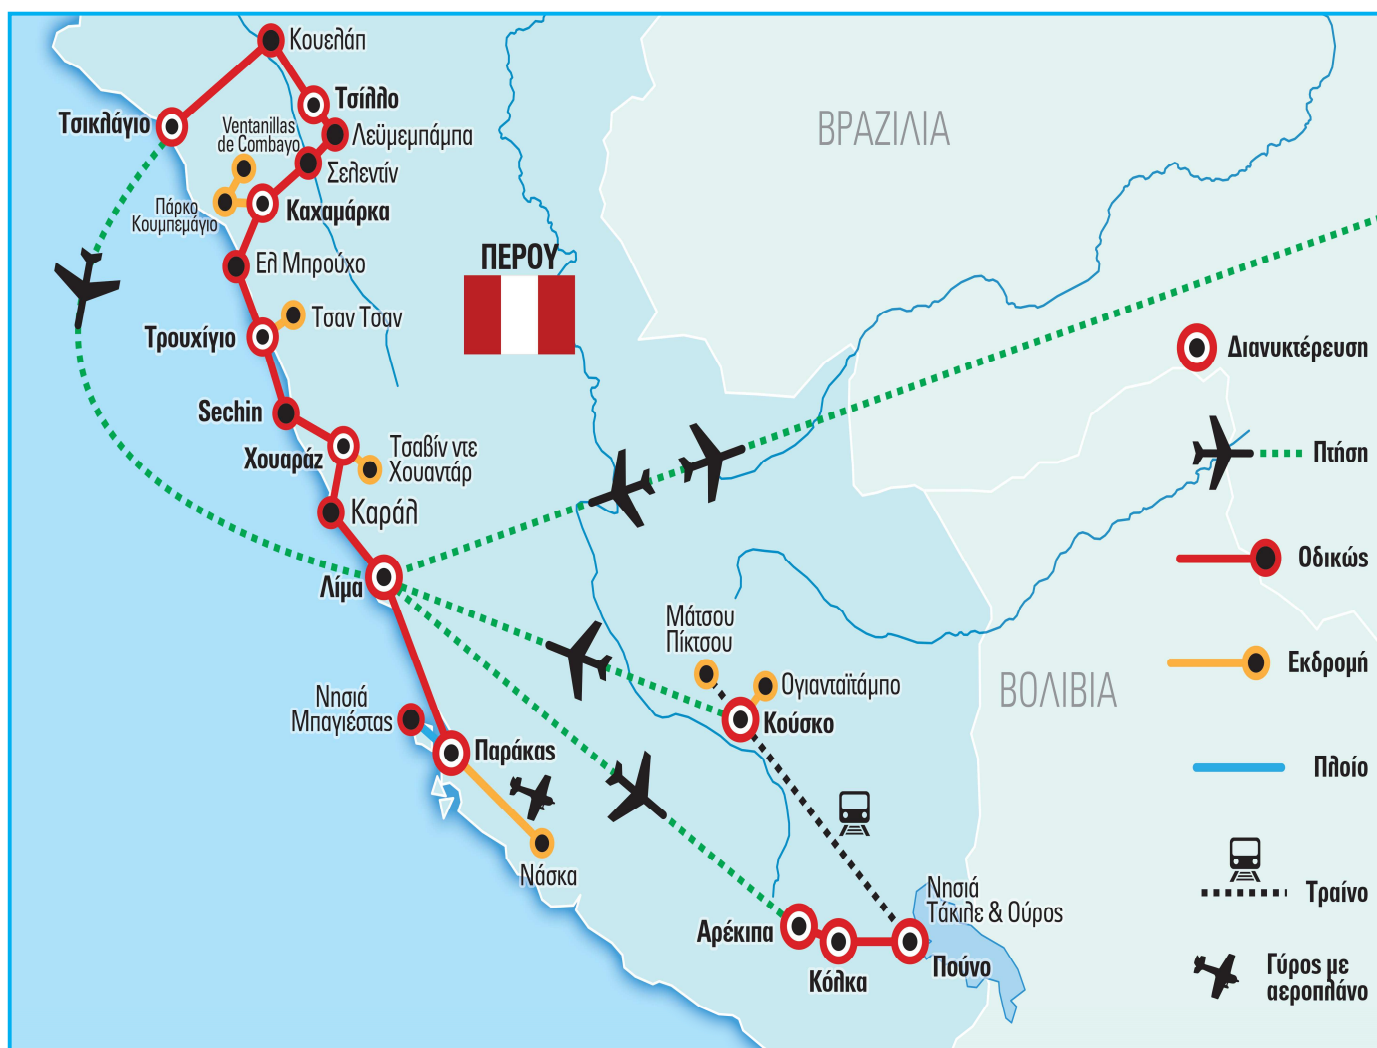 Κουελάπ
Τσίλλο
Τσικλάγιο
Ventanillas
de Combayo
Λεϋμεμπάμπα
Σελεντίν
Πάρκο
Κουμπεμάγιο
Καχαμάρκα
Ελ Μπρούχο
Τσαν Τσαν
Τρουχίγιο
Sechin
Χουαράζ
Τσαβίν ντε
Χουαντάρ
Καράλ
Λίμα
ΠΕΡΟΥ
ΒΡΑΖΙΛΙΑ
ΒΟΛΙΒΙΑ
Μάτσου
Πίκτσου
Ογιανταϊτάμπο
Κούσκο
Νησιά
Μπαγιέστας
Παράκας
Νάσκα
Αρέκιπα
Κόλκα
Νησιά
Τάκιλε & Ούρος
Πούνο
Διανυκτέρευση
Πτήση
Οδικώς
Εκδρομή
Πλοίο
Τραίνο
Γύρος με
αεροπλάνο